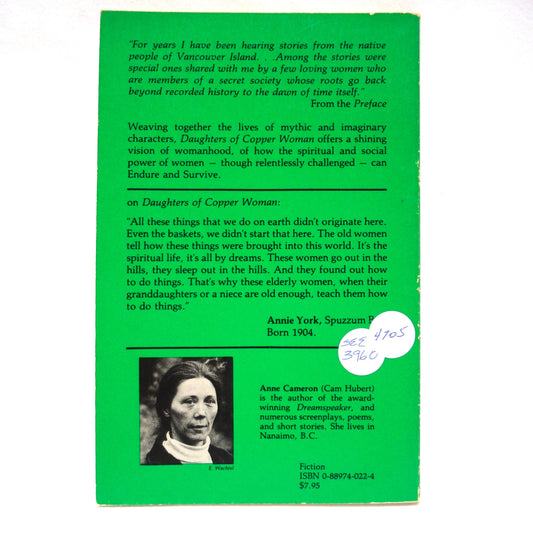 "For years I have been hearing stories from the native
people of Vancouver Island. . .Among the stories were
special ones shared with me by a few loving women who
are members of a secret society whose roots go back
beyond recorded history to the dawn of time itself."
From the Preface
Weaving together the lives of mythic and imaginary
characters, Daughters of Copper Woman offers a shining
vision of womanhood, of how the spiritual and social
power of women — though relentlessly challenged — can
Endure and Survive.
on Daughters of Copper Woman:
"All these things that we do on earth didn't originate here.
Even the baskets, we didn't start that here. The old women
tell how these things were brought into this world. It's the
spiritual life, it's all by dreams. These women go out in the
hills, they sleep out in the hills. And they found out how
to do things. That's why these elderly women, when their
granddaughters or a niece are old enough, teach them how
to do things."
Annie York, Spuzzum
Born 1904.
SEE 4705
3960
Anne Cameron (Cam Hubert)
is the author of the award-
winning Dreamspeaker, and
numerous screenplays, poems,
and short stories. She lives in
Nanaimo, B.C.
E. Wachtel
Fiction
ISBN 0-88974-022-4
$7.95